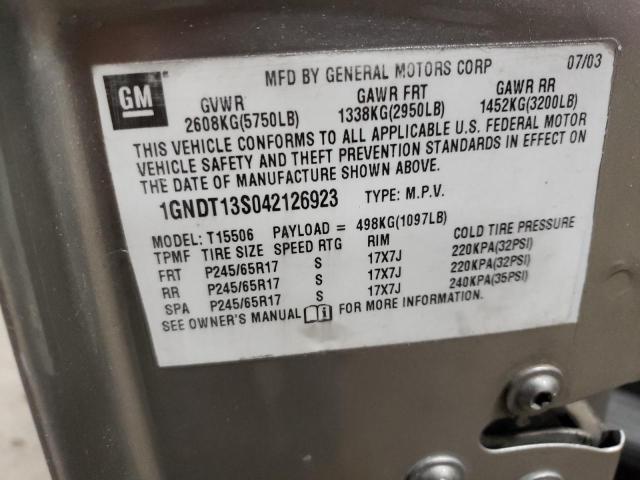 MFD BY GENERAL MOTORS CORP 07/03
GM
GVWR GAWR FRT GAWR RR
2608KG(5750LB) 1338KG(2950LB) 1452KG(3200LB)
THIS VEHICLE CONFORMS TO ALL APPLICABLE U.S. FEDERAL MOTOR
VEHICLE SAFETY AND THEFT PREVENTION STANDARDS IN EFFECT ON
THE DATE OF MANUFACTURE SHOWN ABOVE.
1GNDT13S042126923 TYPE: M.P.V.
MODEL: T15506 PAYLOAD = 498KG(1097LB)
TPMF TIRE SIZE SPEED RTG RIM COLD TIRE PRESSURE
FRT P245/65R17 S 17X7J 220KPA(32PSI)
RR P245/65R17 S 17X7J 220KPA(32PSI)
SPA P245/65R17 S 17X7J 240KPA(35PSI)
SEE OWNER'S MANUAL FOR MORE INFORMATION.